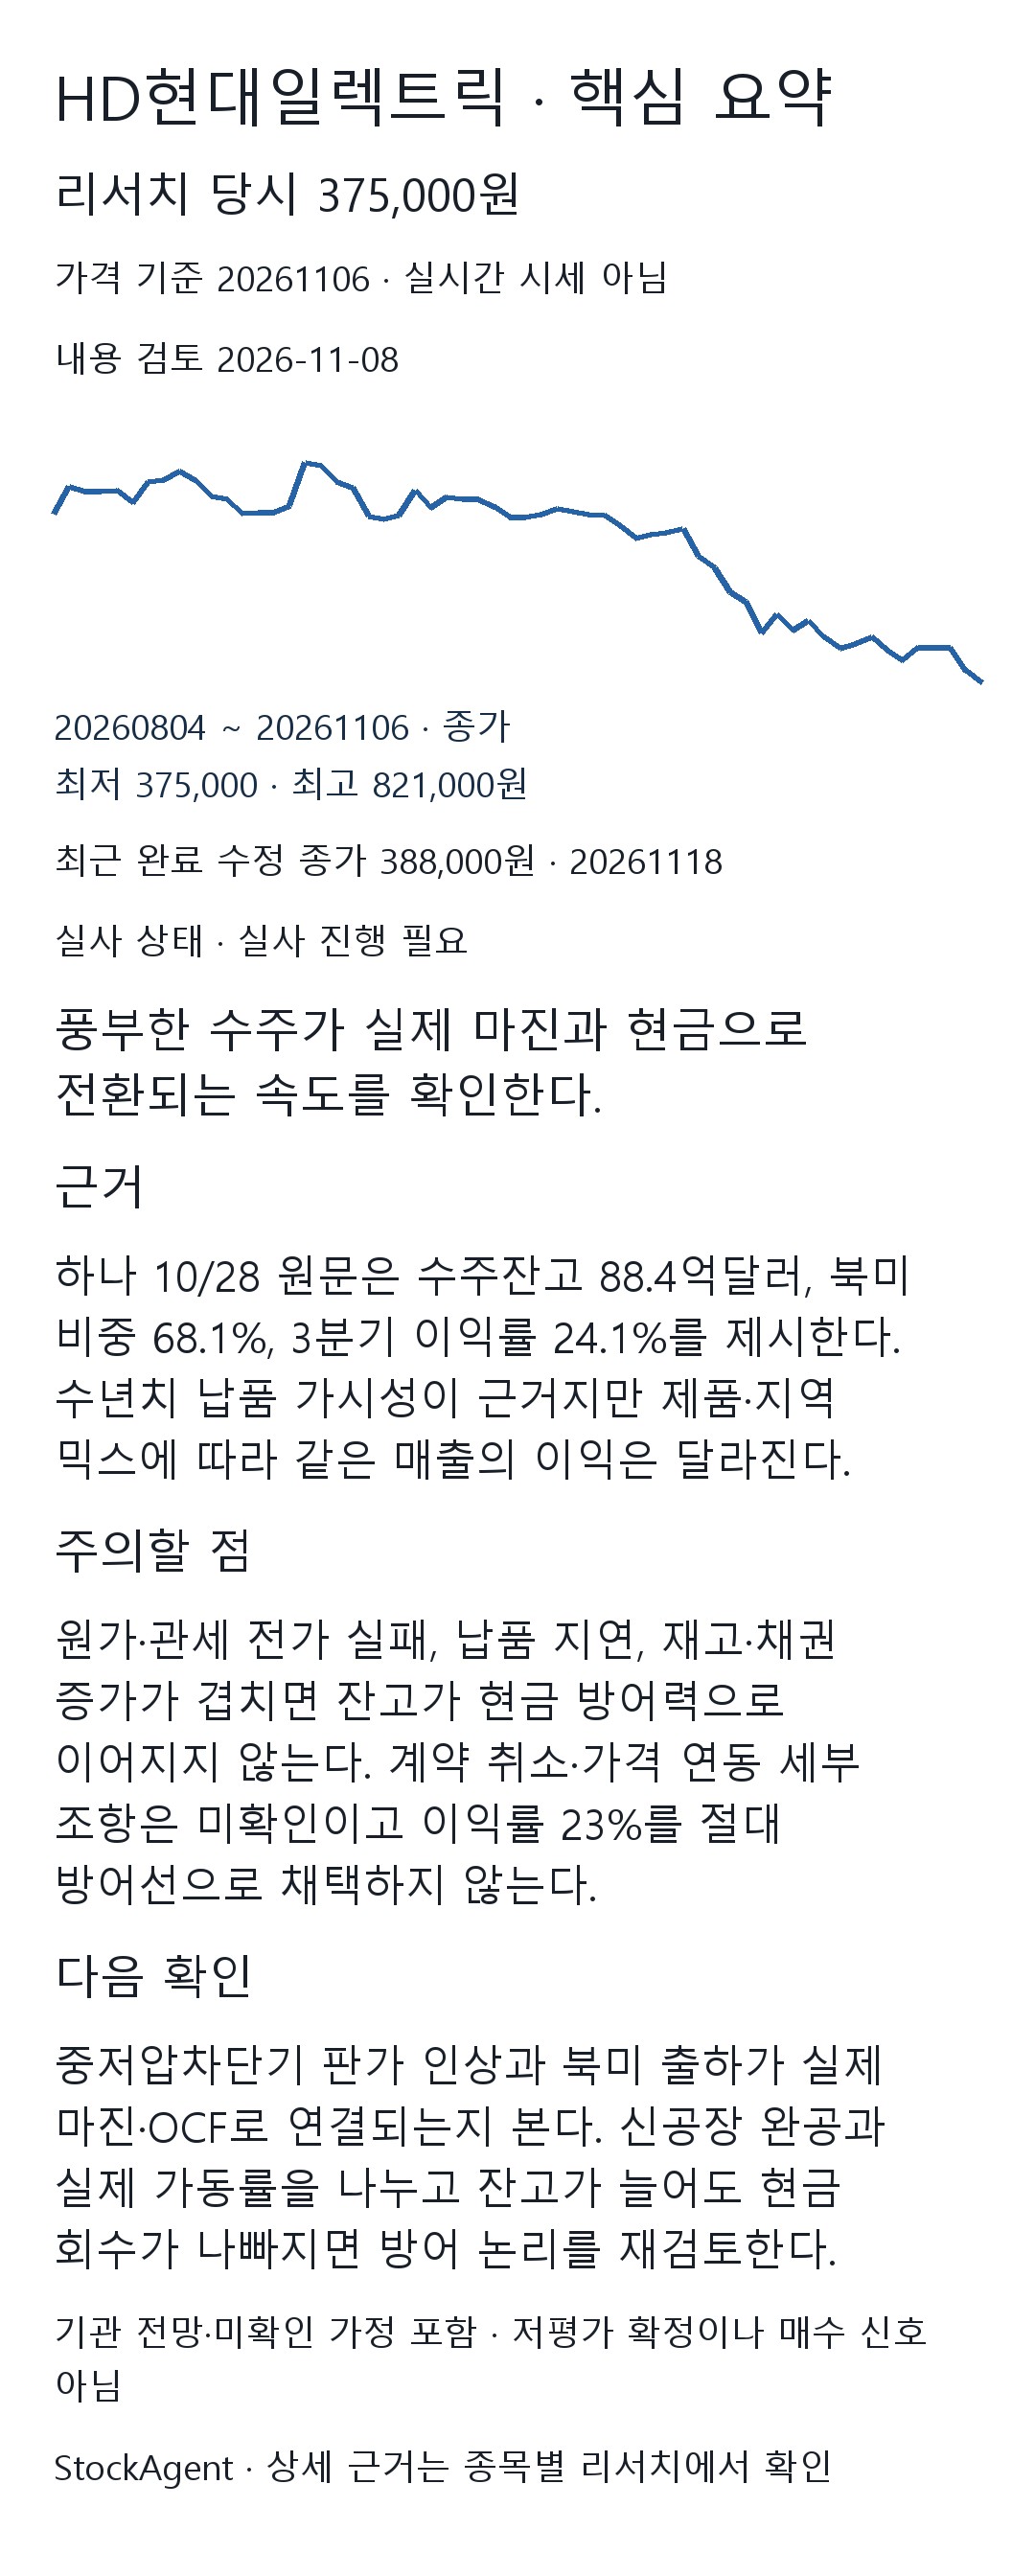 HD현대일렉트릭 · 핵심 요약
리서치 당시 375,000원
가격 기준 20261106 · 실시간 시세 아님
내용 검토 2026-11-08
20260804 ~ 20261106 · 종가
최저 375,000 · 최고 821,000원
최근 완료 수정 종가 388,000원 · 20261118
실사 상태 · 실사 진행 필요
풍부한 수주가 실제 마진과 현금으로
전환되는 속도를 확인한다.
근거
하나 10/28 원문은 수주잔고 88.4억달러, 북미
비중 68.1%, 3분기 이익률 24.1%를 제시한다.
수년치 납품 가시성이 근거지만 제품·지역
믹스에 따라 같은 매출의 이익은 달라진다.
주의할 점
원가·관세 전가 실패, 납품 지연, 재고·채권
증가가 겹치면 잔고가 현금 방어력으로
이어지지 않는다. 계약 취소·가격 연동 세부
조항은 미확인이고 이익률 23%를 절대
방어선으로 채택하지 않는다.
다음 확인
중저압차단기 판가 인상과 북미 출하가 실제
마진·OCF로 연결되는지 본다. 신공장 완공과
실제 가동률을 나누고 잔고가 늘어도 현금
회수가 나빠지면 방어 논리를 재검토한다.
기관 전망·미확인 가정 포함 · 저평가 확정이나 매수 신호
아님
StockAgent · 상세 근거는 종목별 리서치에서 확인